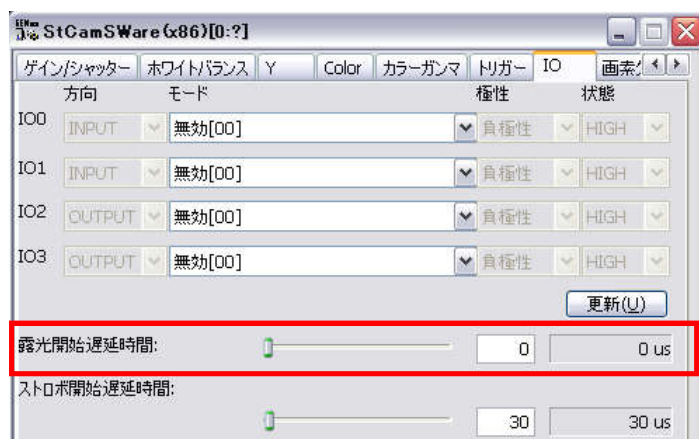 StCamSWare(x86)[0:?]
ゲイン/シャッター ホワイトバランス Y Color カラーガンマ トリガー IO 画素
方向 モード 極性 状態
IO0 INPUT 無効[00] 負極性 HIGH
IO1 INPUT 無効[00] 負極性 HIGH
IO2 OUTPUT 無効[00] 負極性 HIGH
IO3 OUTPUT 無効[00] 負極性 HIGH
更新(U)
露光開始遅延時間: 0 0 us
ストロボ開始遅延時間:
30 30 us